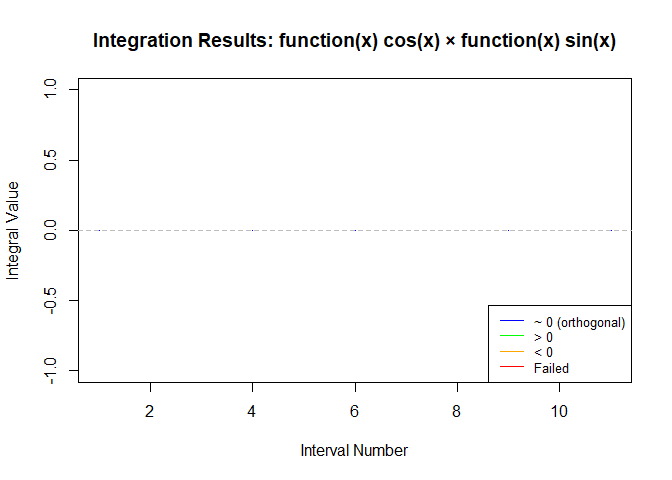 Integration Results: function(x) cos(x) × function(x) sin(x)
Integral Value
1.0
0.5
0.0
-0.5
-1.0
~ 0 (orthogonal)
> 0
< 0
Failed
2 4 6 8 10
Interval Number